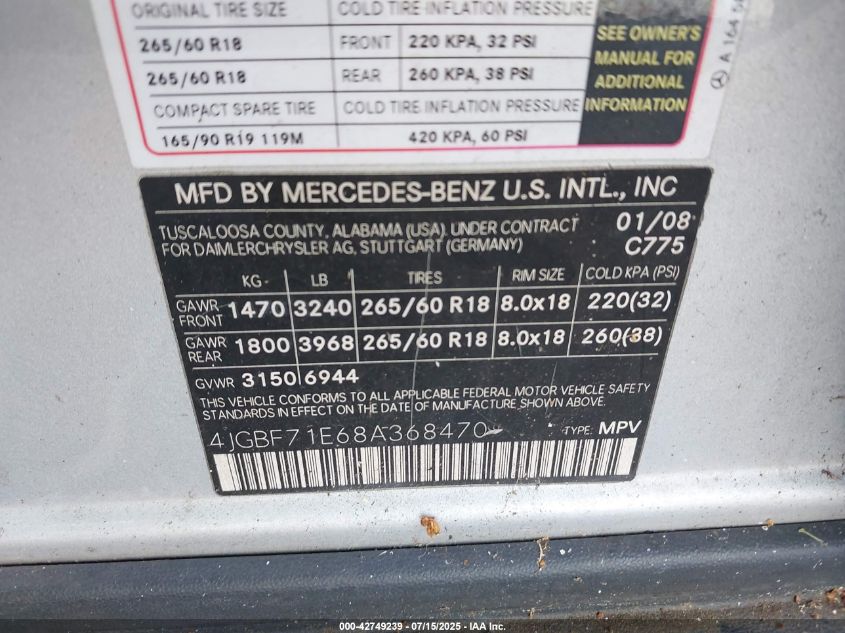 ORIGINAL TIRE SIZE COLD TIRE INFLATION PRESSURE
265/60 R18 FRONT 220 KPA, 32 PSI
265/60 R18 REAR 260 KPA, 38 PSI
COMPACT SPARE TIRE COLD TIRE INFLATION PRESSURE
165/90 R19 119M 420 KPA, 60 PSI
SEE OWNER'S
MANUAL FOR
ADDITIONAL
INFORMATION
A 164
MFD BY MERCEDES-BENZ U.S. INTL., INC
TUSCALOOSA COUNTY, ALABAMA (USA) UNDER CONTRACT 01/08
FOR DAIMLERCHRYSLER AG, STUTTGART (GERMANY) C775
KG LB TIRES RIM SIZE COLD KPA (PSI)
GAWR FRONT 1470 3240 265/60 R18 8.0x18 220(32)
GAWR REAR 1800 3968 265/60 R18 8.0x18 260(38)
GVWR 3150 6944
THIS VEHICLE CONFORMS TO ALL APPLICABLE FEDERAL MOTOR VEHICLE SAFETY
STANDARDS IN EFFECT ON THE DATE OF MANUFACTURE SHOWN ABOVE
4JGBF71E68A368470 TYPE: MPV
000-42749239 - 07/15/2025 - IAA, Inc.